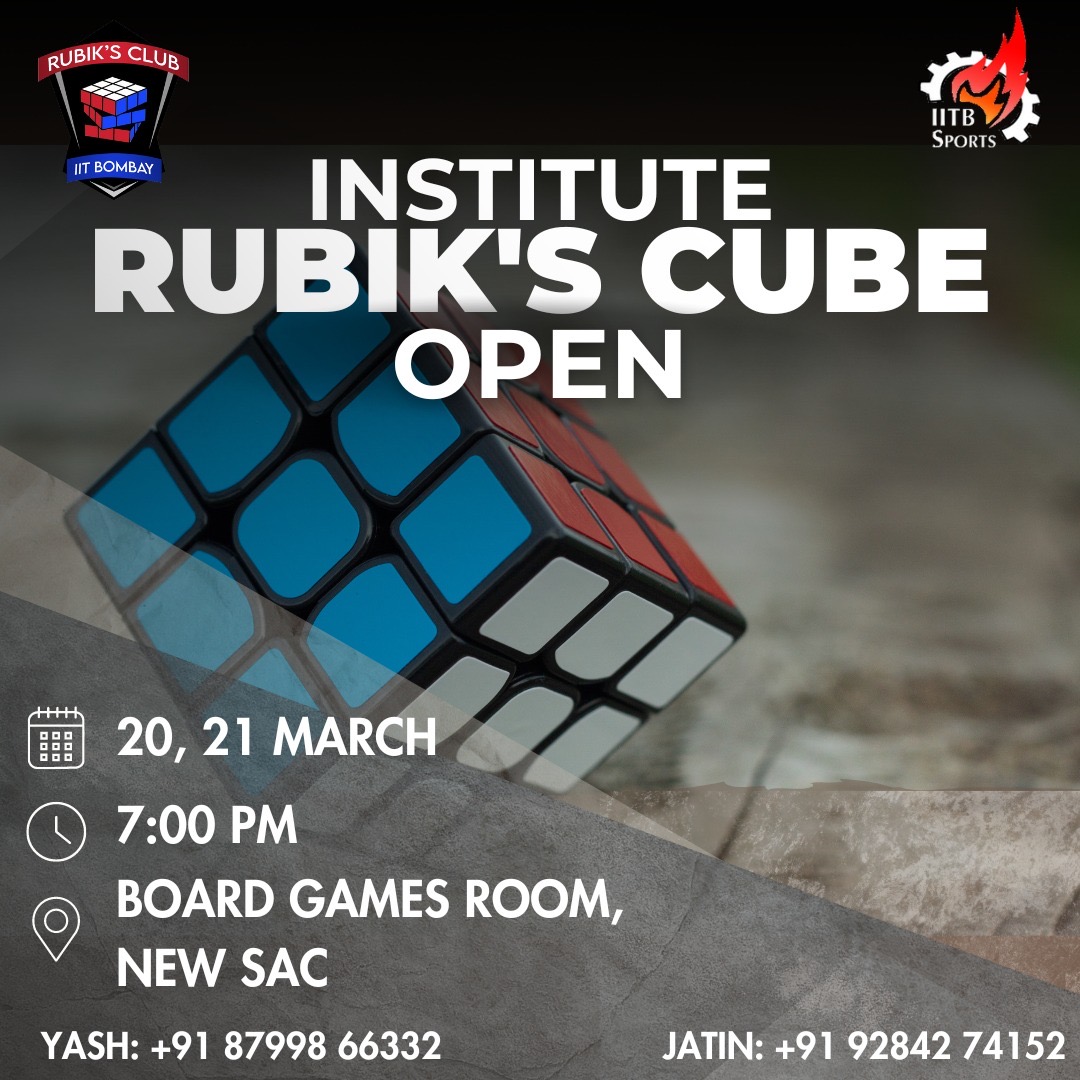 RUBIK'S CLUB
IIT BOMBAY
IITB
SPORTS
INSTITUTE
RUBIK'S CUBE
OPEN
20, 21 MARCH
7:00 PM
BOARD GAMES ROOM,
NEW SAC
YASH: +91 87998 66332
JATIN: +91 92842 74152